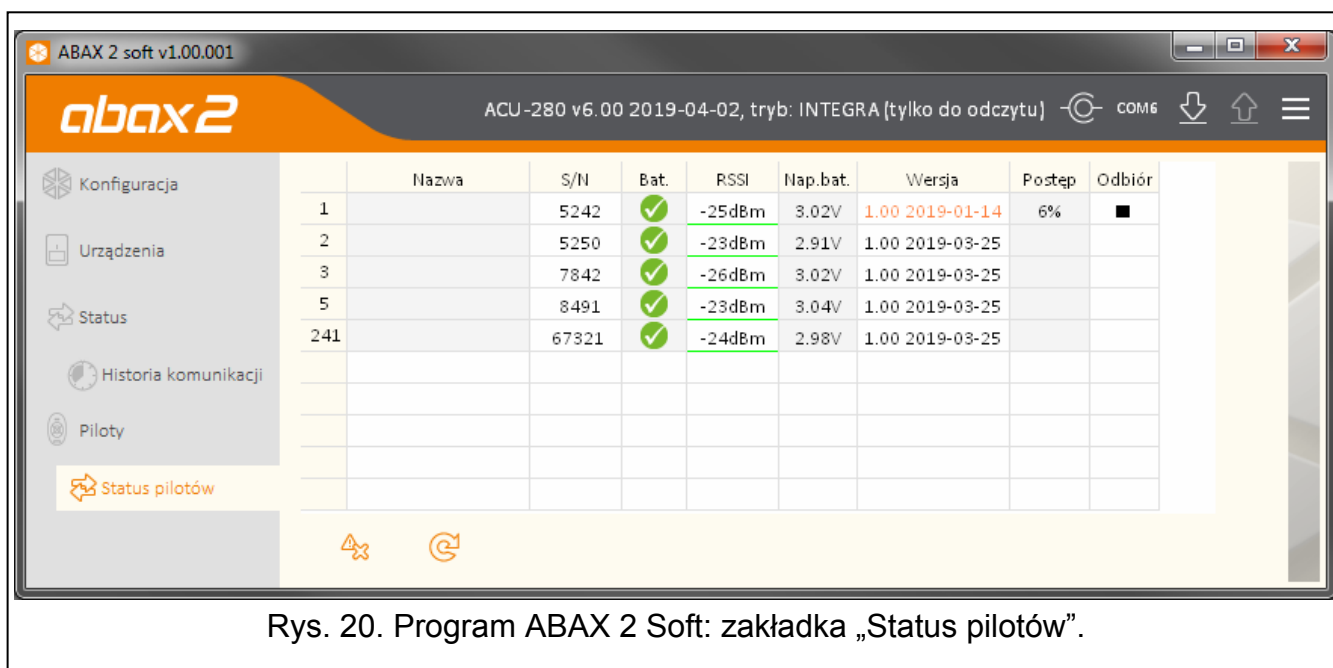 ABAX 2 soft v1.00.001
abax2
ACU-280 v6.00 2019-04-02, tryb: INTEGRA (tylko do odczytu) COM6
Konfiguracja
Urządzenia
Status
Historia komunikacji
Piloty
Status pilotów
Nazwa S/N Bat. RSSI Nap.bat. Wersja Postęp Odbiór
1 5242 -25dBm 3.02V 1.00 2019-01-14 6%
2 5250 -23dBm 2.91V 1.00 2019-03-25
3 7842 -26dBm 3.02V 1.00 2019-03-25
5 8491 -23dBm 3.04V 1.00 2019-03-25
241 67321 -24dBm 2.98V 1.00 2019-03-25
Rys. 20. Program ABAX 2 Soft: zakładka „Status pilotów”.